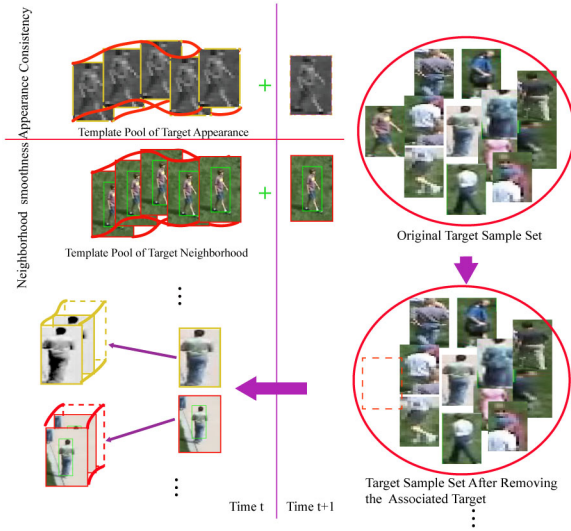 Appearance Consistency
Template Pool of Target Appearance
Neighborhood smoothness
Template Pool of Target Neighborhood
Original Target Sample Set
Target Sample Set After Removing
the Associated Target
Time t
Time t+1